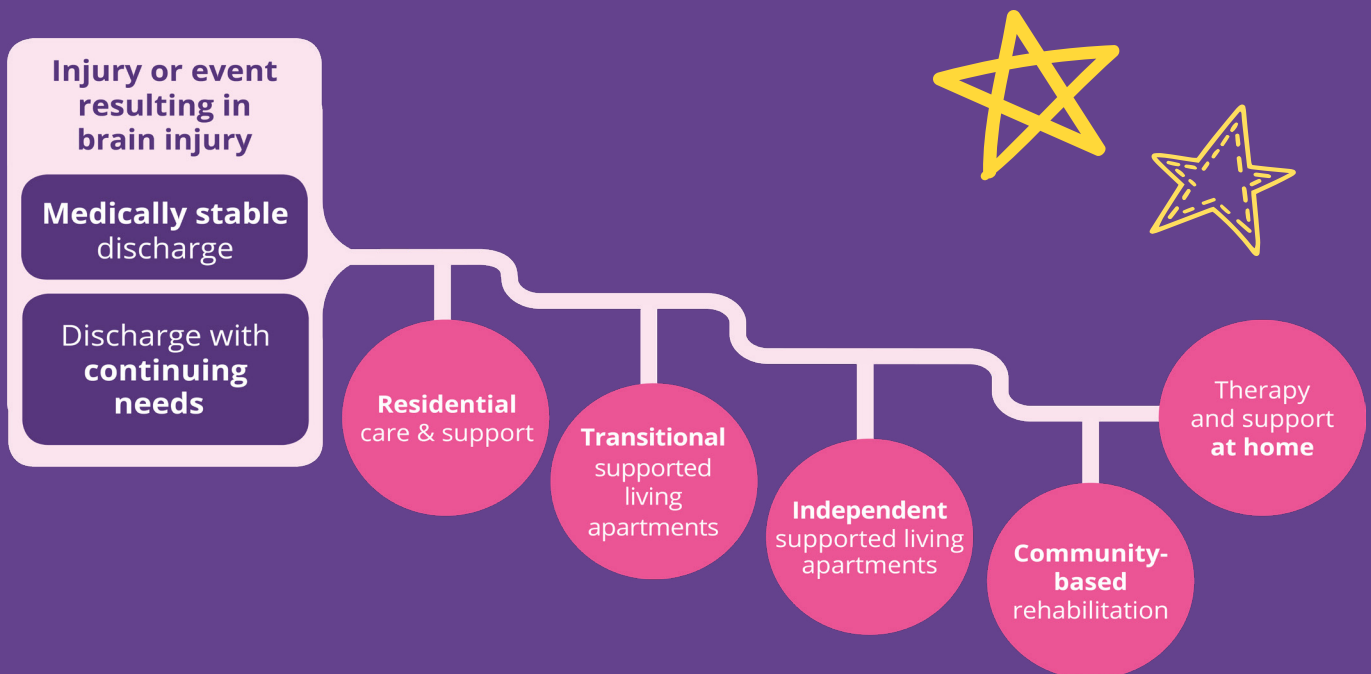 Injury or event
resulting in
brain injury
Medically stable
discharge
Discharge with
continuing
needs
Residential
care & support
Transitional
supported
living
apartments
Independent
supported living
apartments
Community-
based
rehabilitation
Therapy
and support
at home